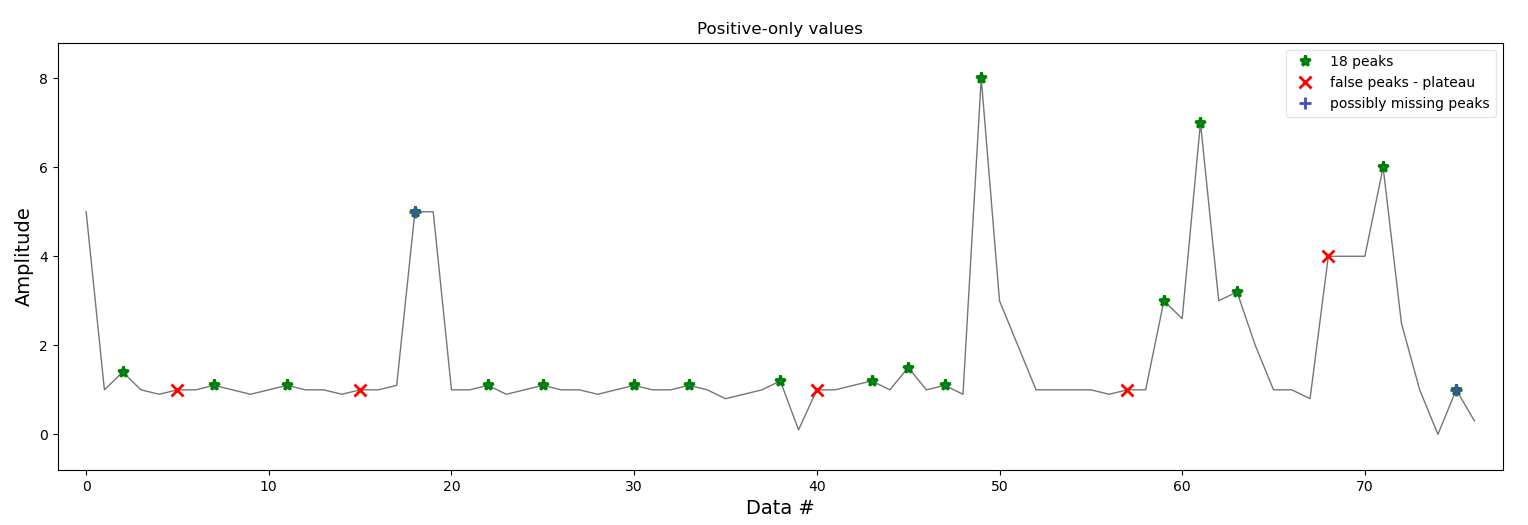 Positive-only values
18 peaks
false peaks - plateau
possibly missing peaks
8
6
4
2
0
Amplitude
0 10 20 30 40 50 60 70
Data #